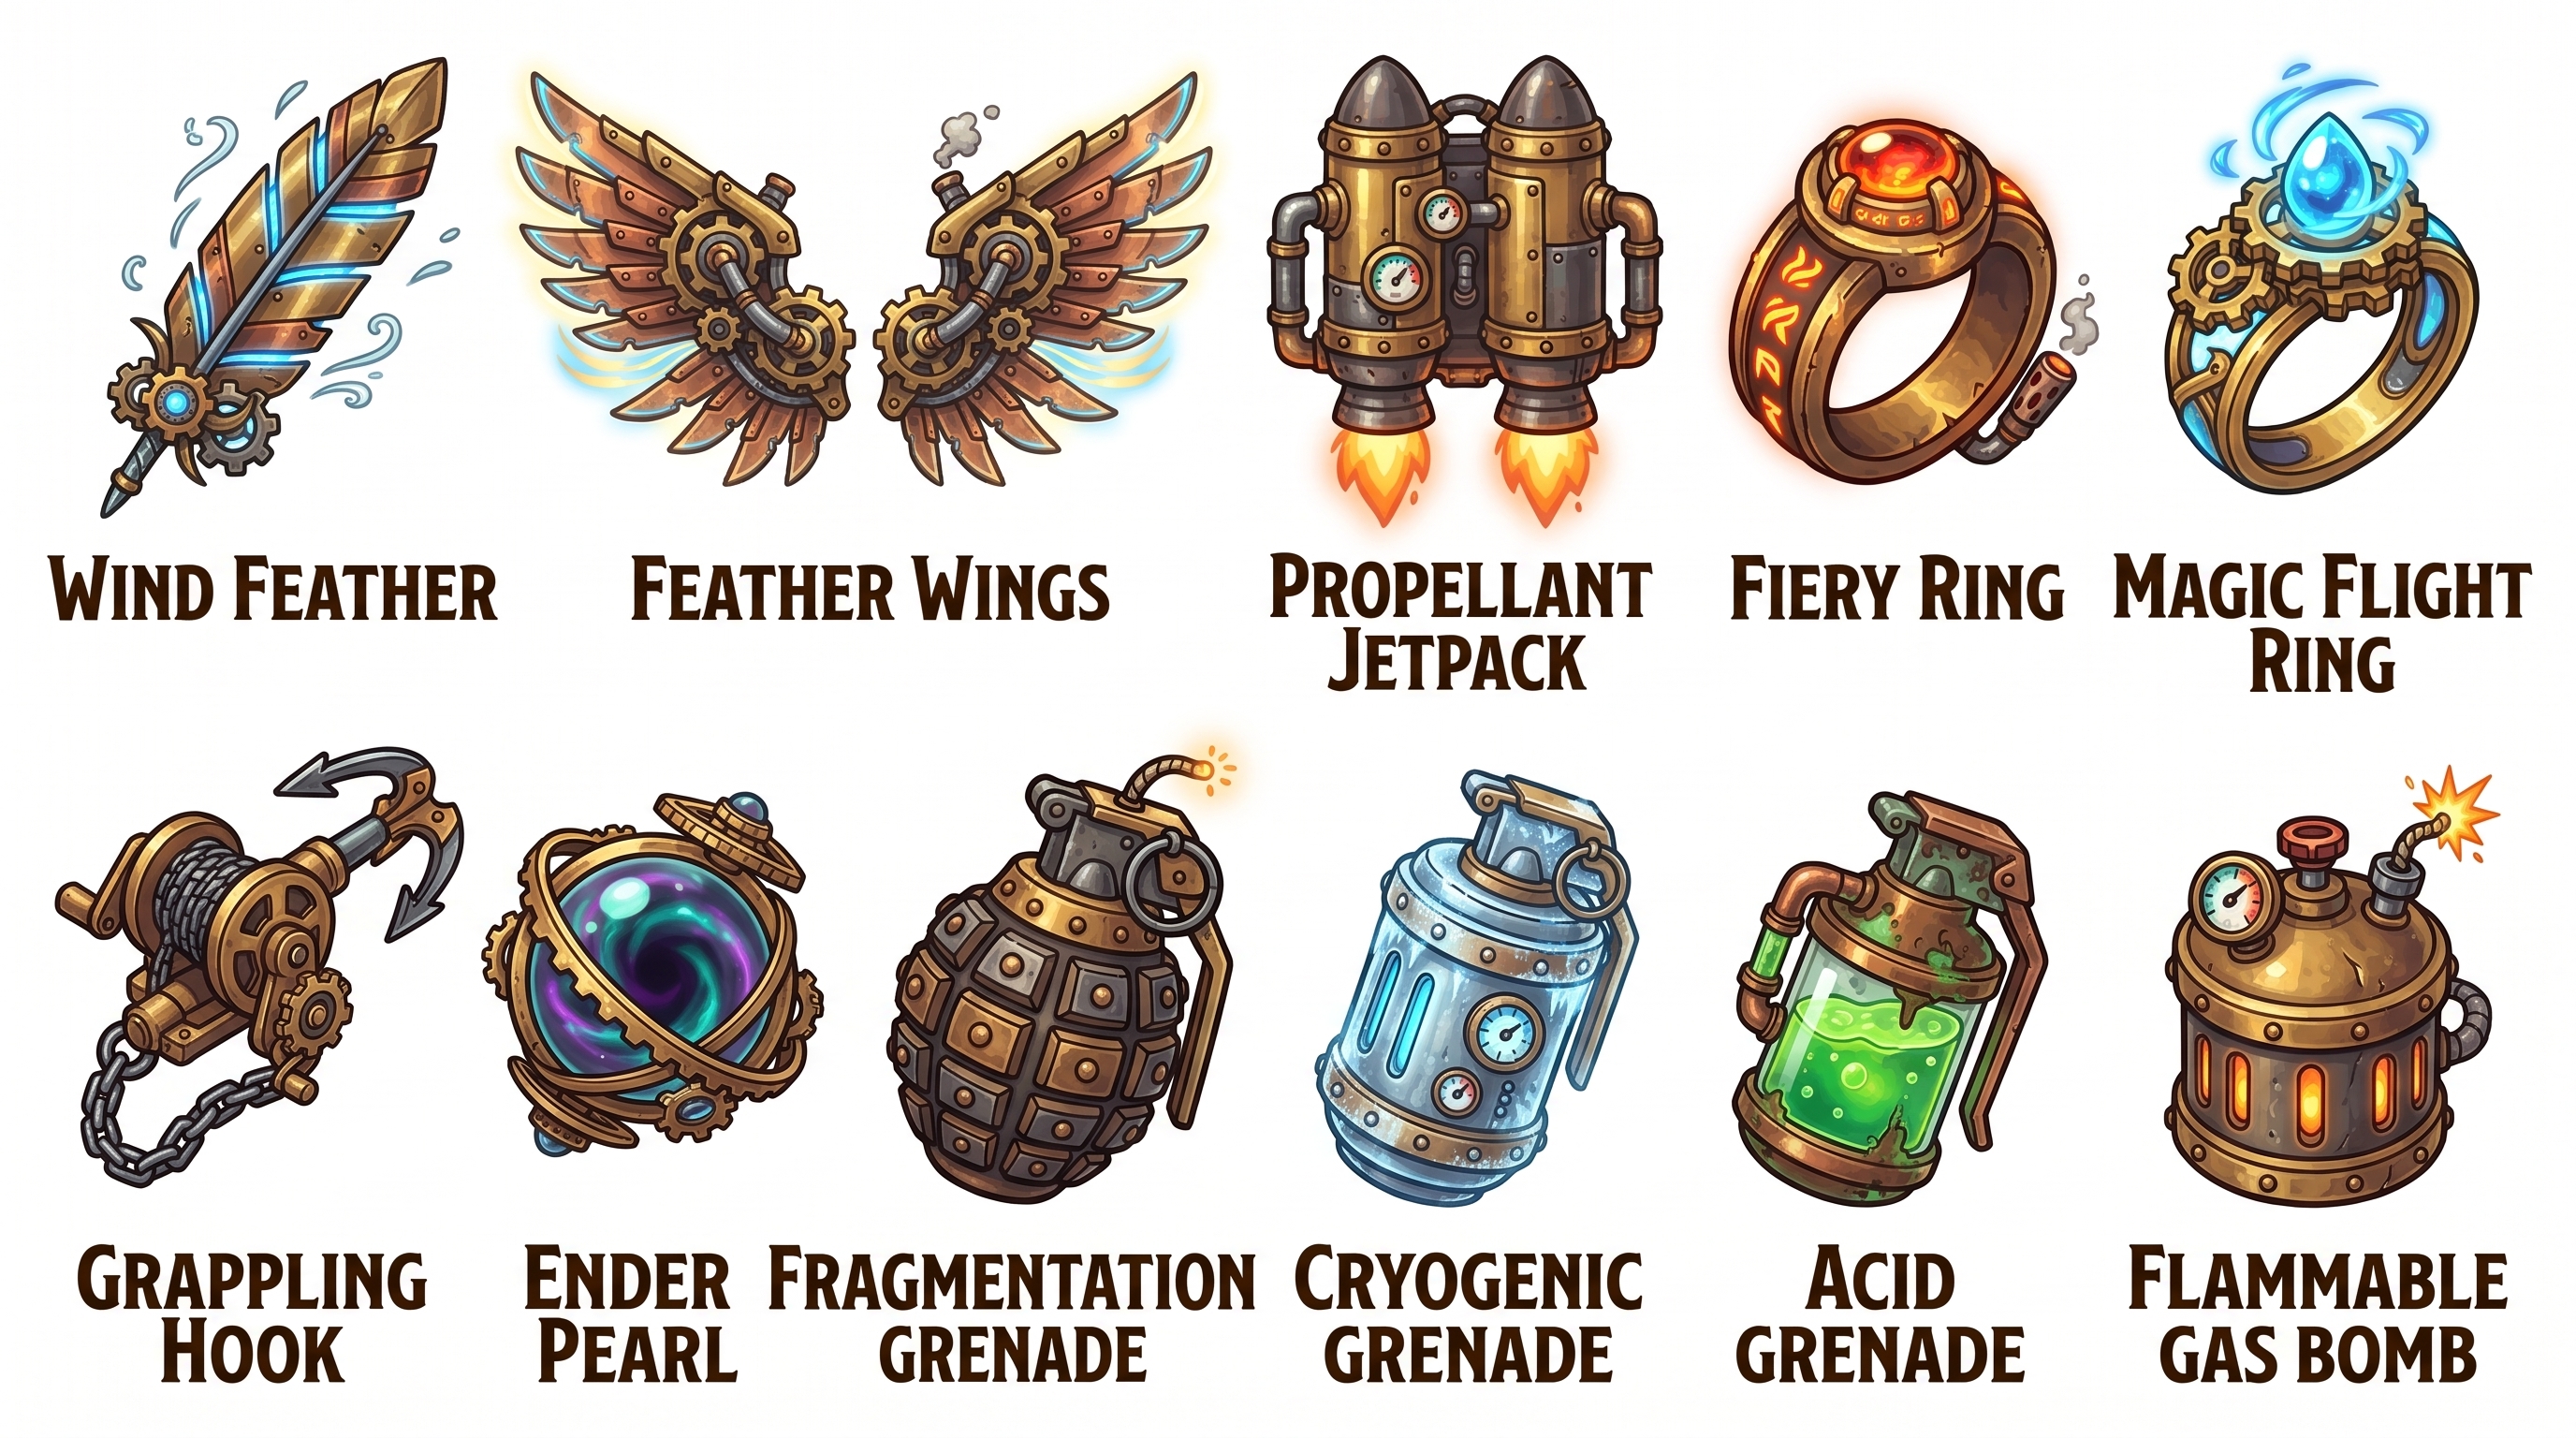 WIND FEATHER
FEATHER WINGS
PROPELLANT
JETPACK
FIERY RING
MAGIC FLIGHT
RING
GRAPPLING
HOOK
ENDER
PEARL
FRAGMENTATION
GRENADE
CRYOGENIC
GRENADE
ACID
GRENADE
FLAMMABLE
GAS BOMB